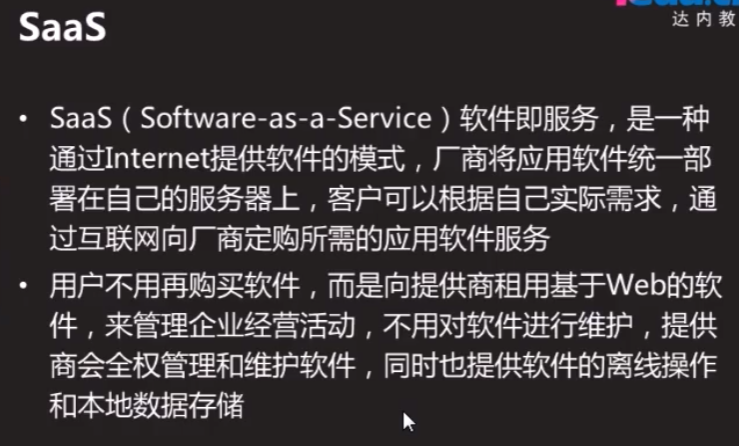 SaaS
达内教
• SaaS（Software-as-a-Service）软件即服务，是一种
通过Internet提供软件的模式，厂商将应用软件统一部
署在自己的服务器上，客户可以根据自己实际需求，通
过互联网向厂商定购所需的应用软件服务
• 用户不用再购买软件，而是向提供商租用基于Web的软
件，来管理企业经营活动，不用对软件进行维护，提供
商会全权管理和维护软件，同时也提供软件的离线操作
和本地数据存储